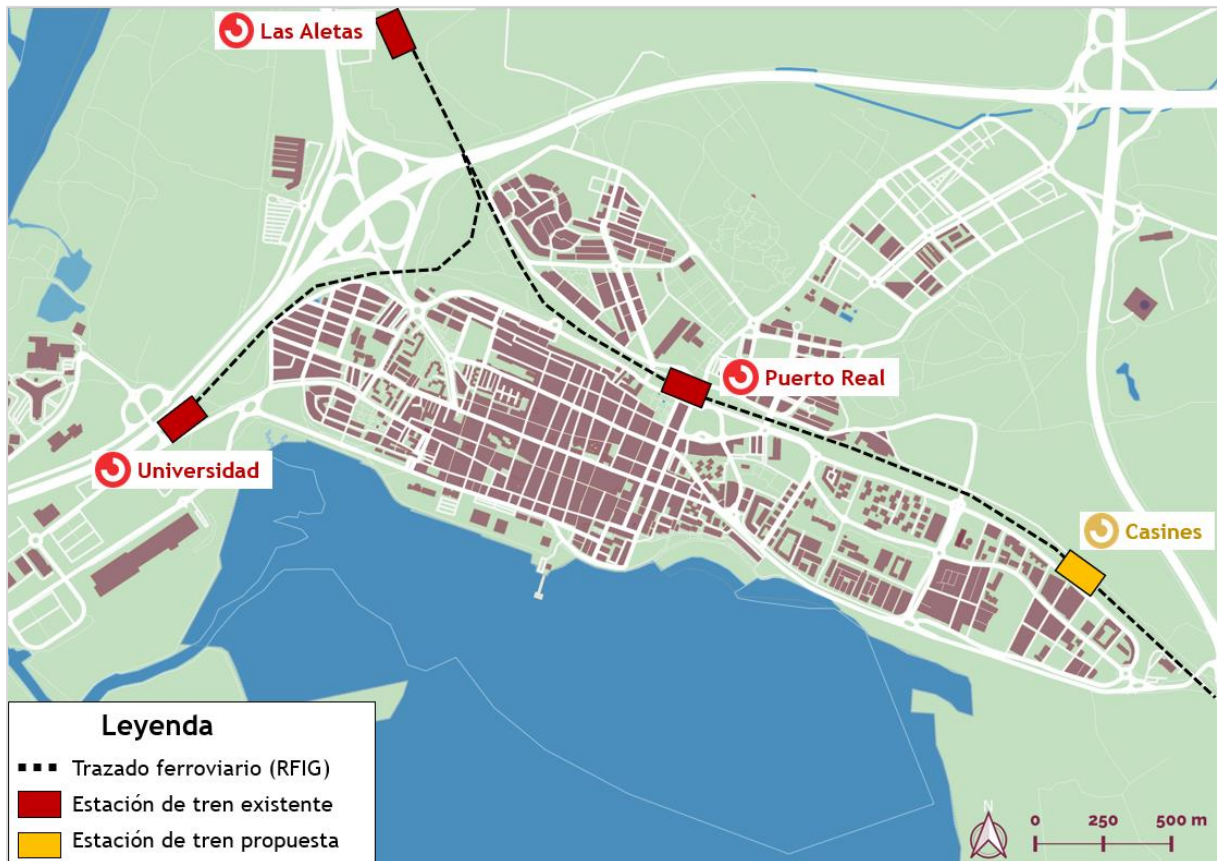 Las Aletas
Puerto Real
Universidad
Casines
Leyenda
Trazado ferroviario (RFIG)
Estación de tren existente
Estación de tren propuesta
N
0 250 500 m